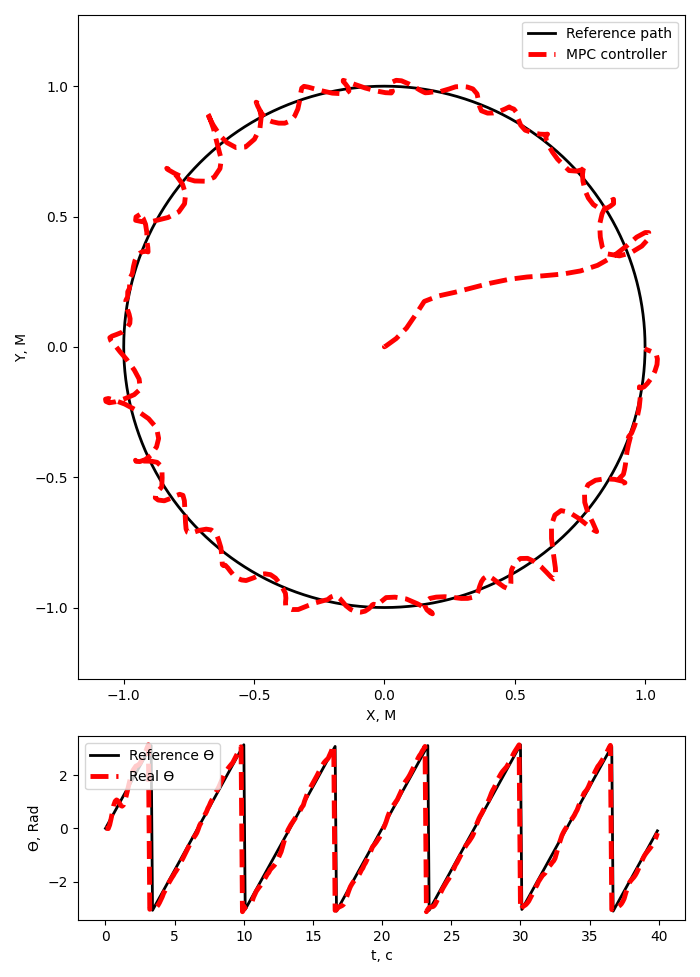 Reference path
MPC controller
1.0
0.5
0.0
−0.5
−1.0
Y, M
−1.0 −0.5 0.0 0.5 1.0
X, M
Reference Θ
Real Θ
2
0
−2
Θ, Rad
0 5 10 15 20 25 30 35 40
t, c